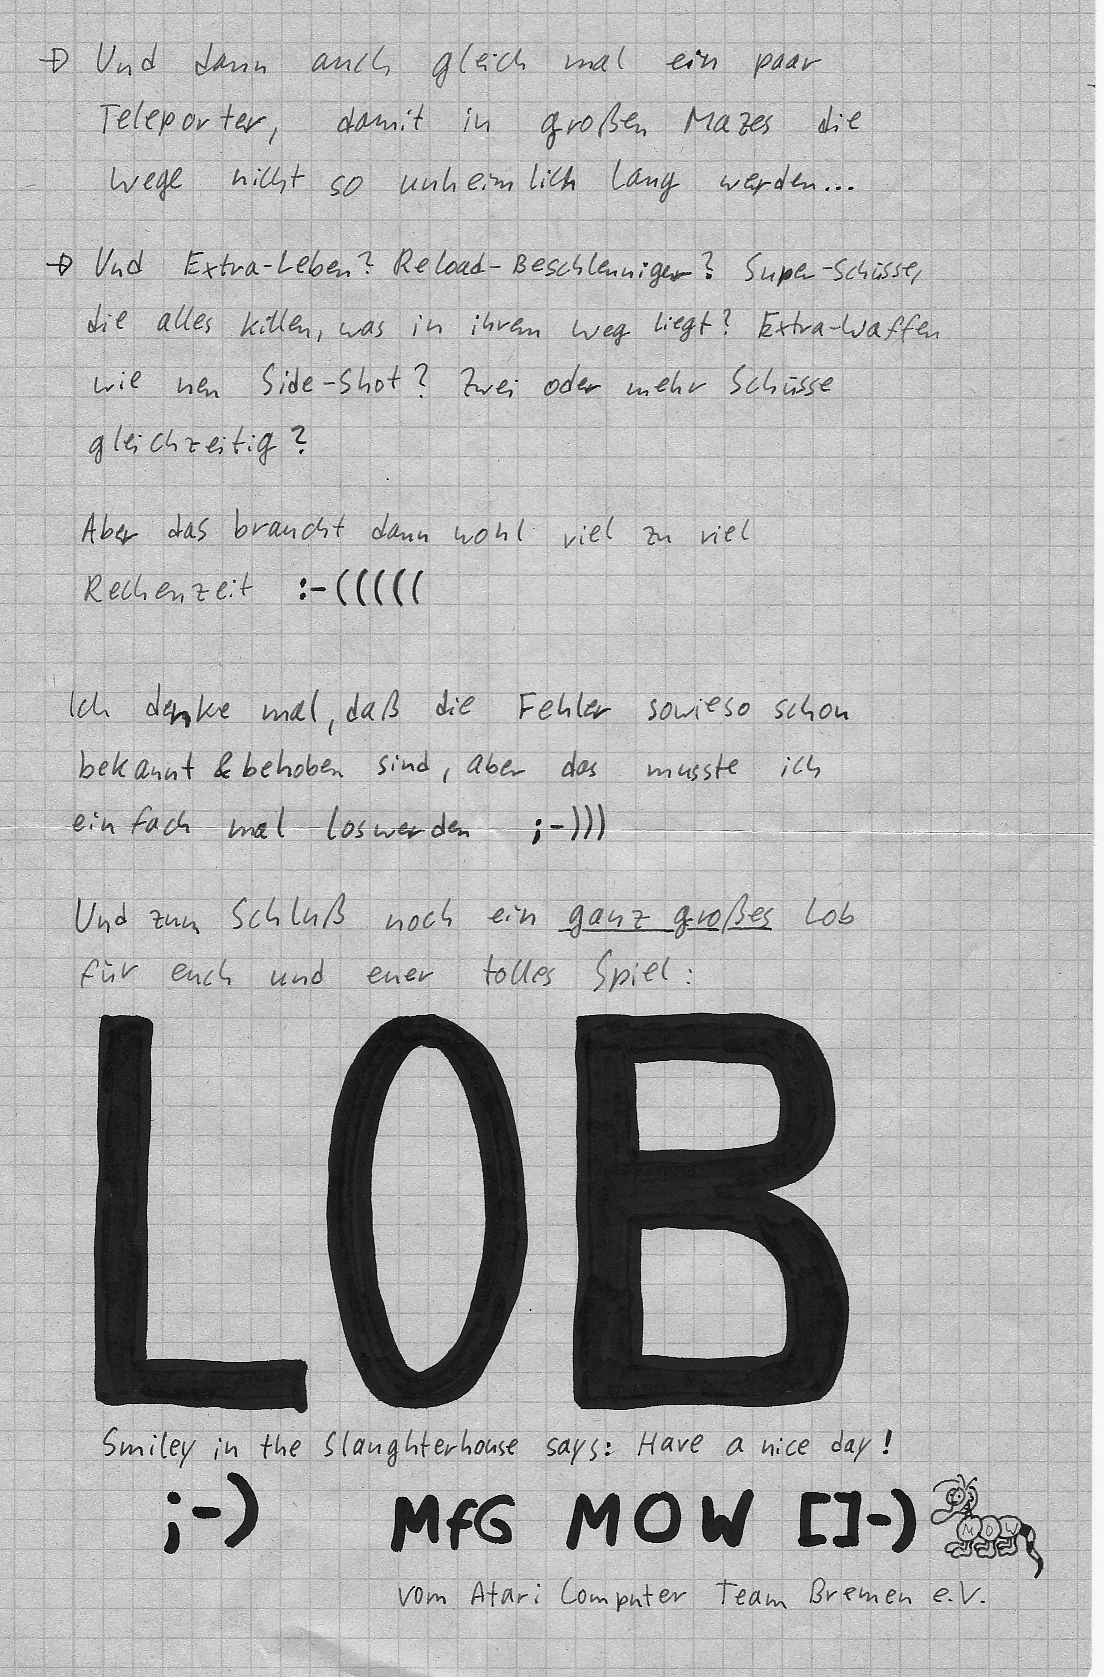 → Und dann auch gleich mal ein paar
Teleporter, damit in großen Mazes die
Wege nicht so unheimlich lang werden...
→ Und Extra-Leben? Reload-Beschleuniger? Super-Schüsse,
die alles killen, was in ihrem Weg liegt? Extra-Waffen
wie nen Side-Shot? Zwei oder mehr Schüsse
gleichzeitig?
Aber das braucht dann wohl viel zu viel
Rechenzeit :-(((((
Ich denke mal, daß die Fehler sowieso schon
bekannt & behoben sind, aber das musste ich
einfach mal loswerden ;-)))
Und zum Schluß noch ein ganz großes Lob
für euch und euer tolles Spiel:
LOB
Smiley in the Slaughterhouse says: Have a nice day!
;-) MfG MOW []-) MOW
vom Atari Computer Team Bremen e.V.